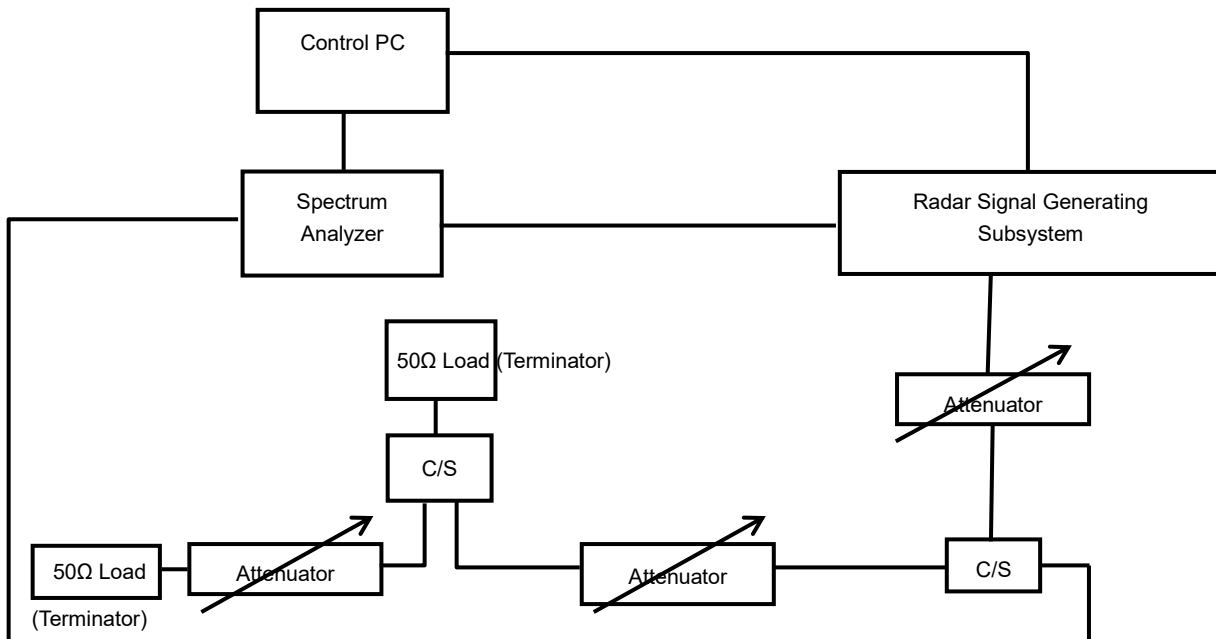 Control PC
Spectrum
Analyzer
Radar Signal Generating
Subsystem
50Ω Load (Terminator)
Attenuator
C/S
50Ω Load
(Terminator)
Attenuator
Attenuator
C/S